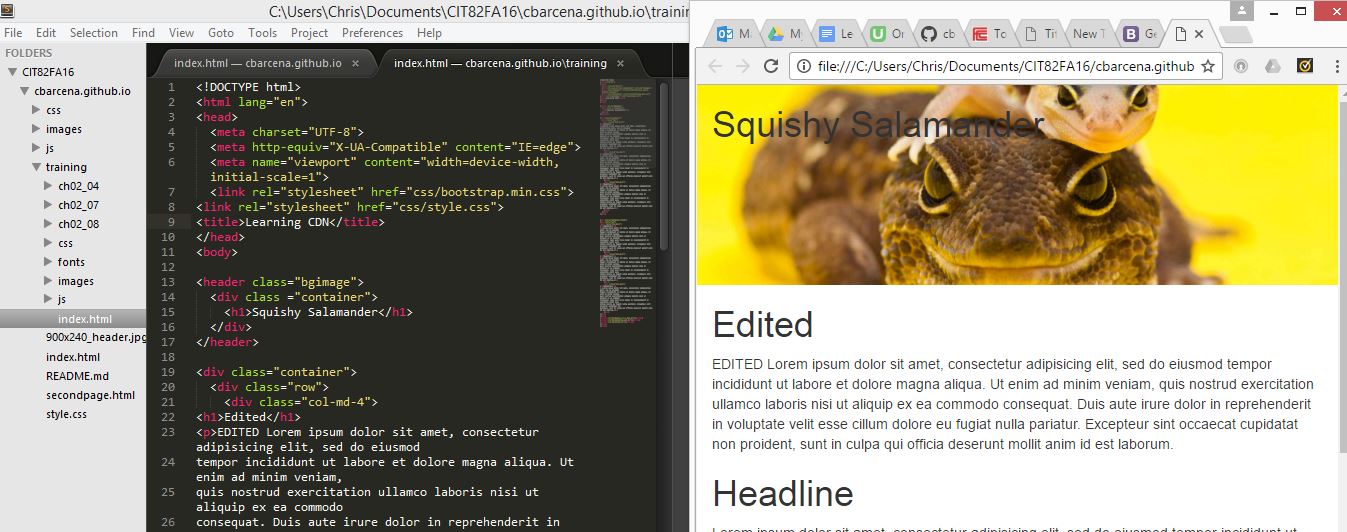 C:\Users\Chris\Documents\CIT82FA16\cbarcena.github.io\trainin
File Edit Selection Find View Goto Tools Project Preferences Help
FOLDERS
CIT82FA16
cbarcena.github.io
css
images
js
training
ch02_04
ch02_07
ch02_08
css
fonts
images
js
index.html
900x240_header.jpg
index.html
README.md
secondpage.html
style.css
index.html — cbarcena.github.io × index.html — cbarcena.github.io\training ×
1 <!DOCTYPE html>
2 <html lang="en">
3 <head>
4 <meta charset="UTF-8">
5 <meta http-equiv="X-UA-Compatible" content="IE=edge">
6 <meta name="viewport" content="width=device-width,
initial-scale=1">
7 <link rel="stylesheet" href="css/bootstrap.min.css">
8 <link rel="stylesheet" href="css/style.css">
9 <title>Learning CDN</title>
10 </head>
11 <body>
12
13 <header class="bgimage">
14 <div class ="container">
15 <h1>Squishy Salamander</h1>
16 </div>
17 </header>
18
19 <div class="container">
20 <div class="row">
21 <div class="col-md-4">
22 <h1>Edited</h1>
23 <p>EDITED Lorem ipsum dolor sit amet, consectetur
adipisicing elit, sed do eiusmod
24 tempor incididunt ut labore et dolore magna aliqua. Ut
enim ad minim veniam,
25 quis nostrud exercitation ullamco laboris nisi ut
aliquip ex ea commodo
26 consequat. Duis aute irure dolor in reprehenderit in
M My Le U Or cb To Tit New T B Ge
file:///C:/Users/Chris/Documents/CIT82FA16/cbarcena.github
Squishy Salamander
Edited
EDITED Lorem ipsum dolor sit amet, consectetur adipisicing elit, sed do eiusmod tempor
incididunt ut labore et dolore magna aliqua. Ut enim ad minim veniam, quis nostrud exercitation
ullamco laboris nisi ut aliquip ex ea commodo consequat. Duis aute irure dolor in reprehenderit
in voluptate velit esse cillum dolore eu fugiat nulla pariatur. Excepteur sint occaecat cupidatat
non proident, sunt in culpa qui officia deserunt mollit anim id est laborum.
Headline